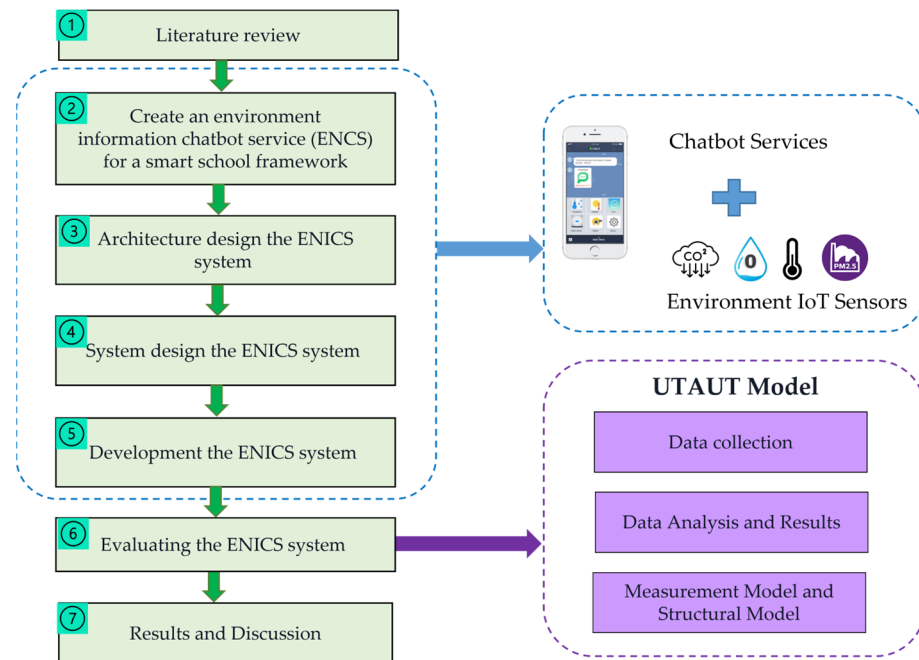 ①
Literature review
②
Create an environment
information chatbot service (ENCS)
for a smart school framework
③
Architecture design the ENICS
system
④
System design the ENICS system
⑤
Development the ENICS system
⑥
Evaluating the ENICS system
⑦
Results and Discussion
Chatbot Services
CO2
0
PM2.5
Environment IoT Sensors
UTAUT Model
Data collection
Data Analysis and Results
Measurement Model and
Structural Model